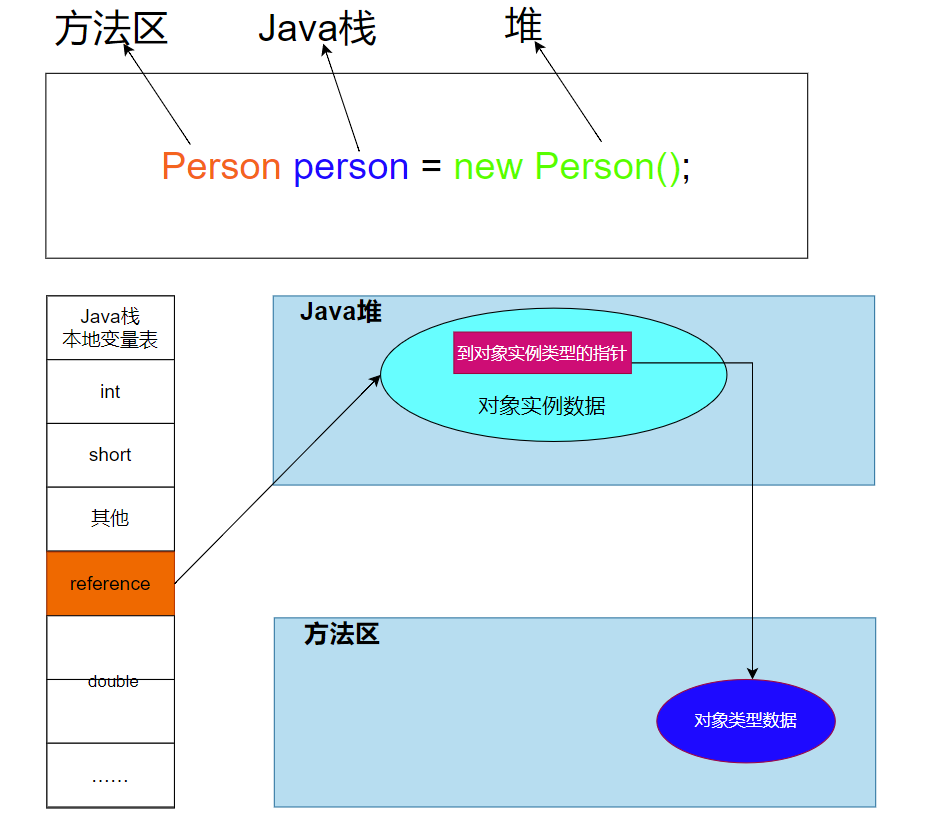 方法区 Java栈 堆
Person person = new Person();
Java栈
本地变量表
int
short
其他
reference
double
……
Java堆
到对象实例类型的指针
对象实例数据
方法区
对象类型数据